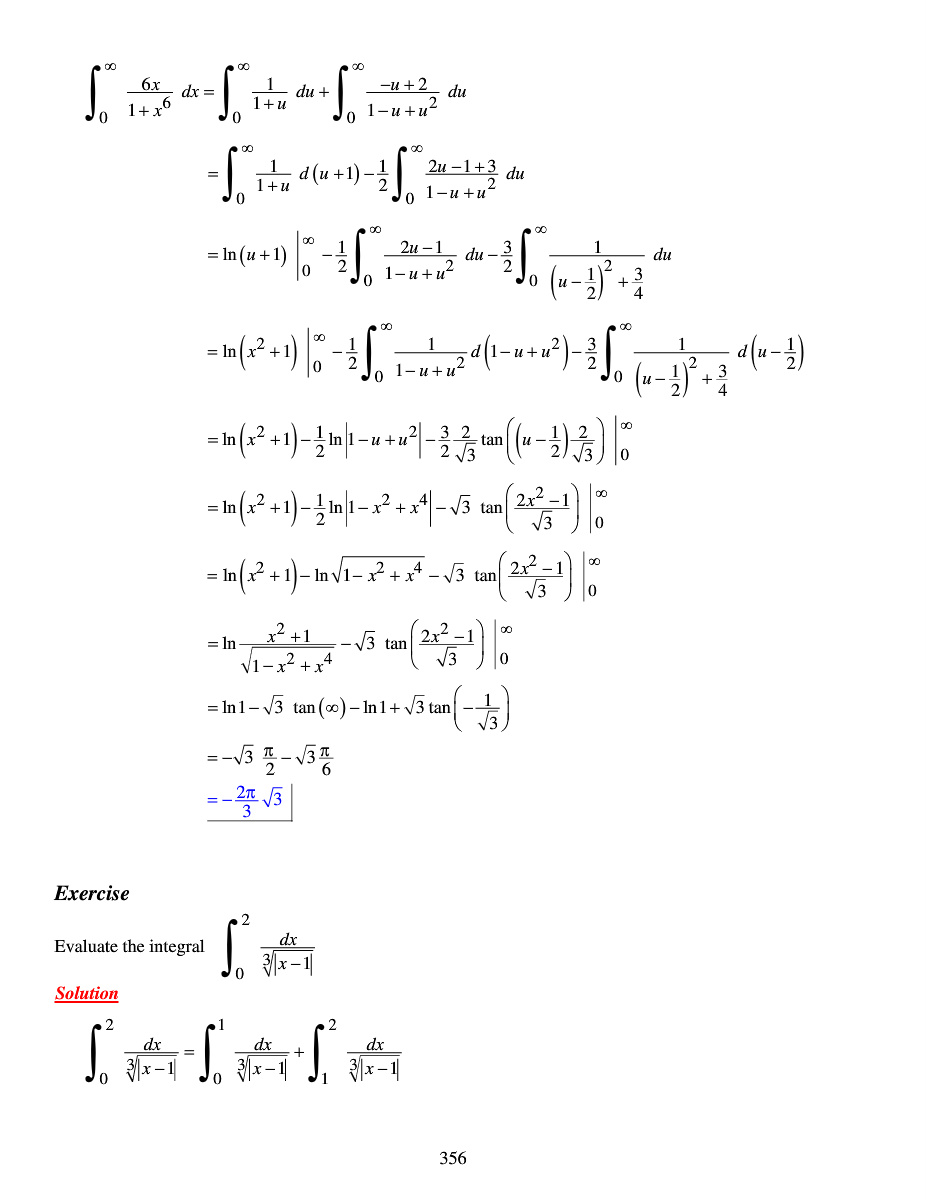 ∫₀^∞ 6x/(1 + x⁶) dx = ∫₀^∞ 1/(1 + u) du + ∫₀^∞ (−u + 2)/(1 − u + u²) du
= ∫₀^∞ 1/(1 + u) d(u + 1) − 1/2 ∫₀^∞ (2u − 1 + 3)/(1 − u + u²) du
= ln(u + 1) |₀^∞ − 1/2 ∫₀^∞ (2u − 1)/(1 − u + u²) du − 3/2 ∫₀^∞ 1/((u − 1/2)² + 3/4) du
= ln(x² + 1) |₀^∞ − 1/2 ∫₀^∞ 1/(1 − u + u²) d(1 − u + u²) − 3/2 ∫₀^∞ 1/((u − 1/2)² + 3/4) d(u − 1/2)
= ln(x² + 1) − 1/2 ln|1 − u + u²| − 3/2 2/√3 tan((u − 1/2) 2/√3) |₀^∞
= ln(x² + 1) − 1/2 ln|1 − x² + x⁴| − √3 tan((2x² − 1)/√3) |₀^∞
= ln(x² + 1) − ln √(1 − x² + x⁴) − √3 tan((2x² − 1)/√3) |₀^∞
= ln (x² + 1)/√(1 − x² + x⁴) − √3 tan((2x² − 1)/√3) |₀^∞
= ln 1 − √3 tan(∞) − ln 1 + √3 tan(−1/√3)
= −√3 π/2 − √3 π/6
= −2π/3 √3
Exercise
Evaluate the integral ∫₀² dx/∛|x − 1|
Solution
∫₀² dx/∛|x − 1| = ∫₀¹ dx/∛|x − 1| + ∫₁² dx/∛|x − 1|
356